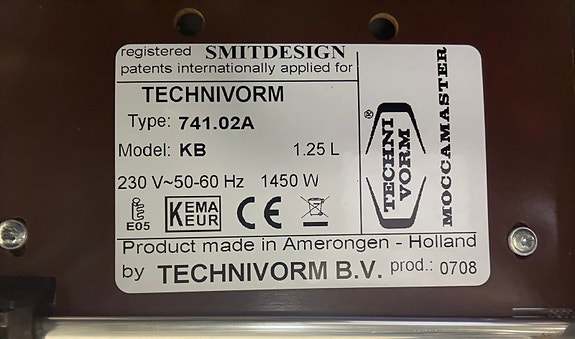 registered SMITDESIGN
patents internationally applied for
TECHNIVORM
Type: 741.02A
Model: KB 1.25 L
230 V~50-60 Hz 1450 W
E05 KEMA KEUR CE
Product made in Amerongen - Holland
by TECHNIVORM B.V. prod.: 0708
® TECHNI
VORM
MOCCAMASTER